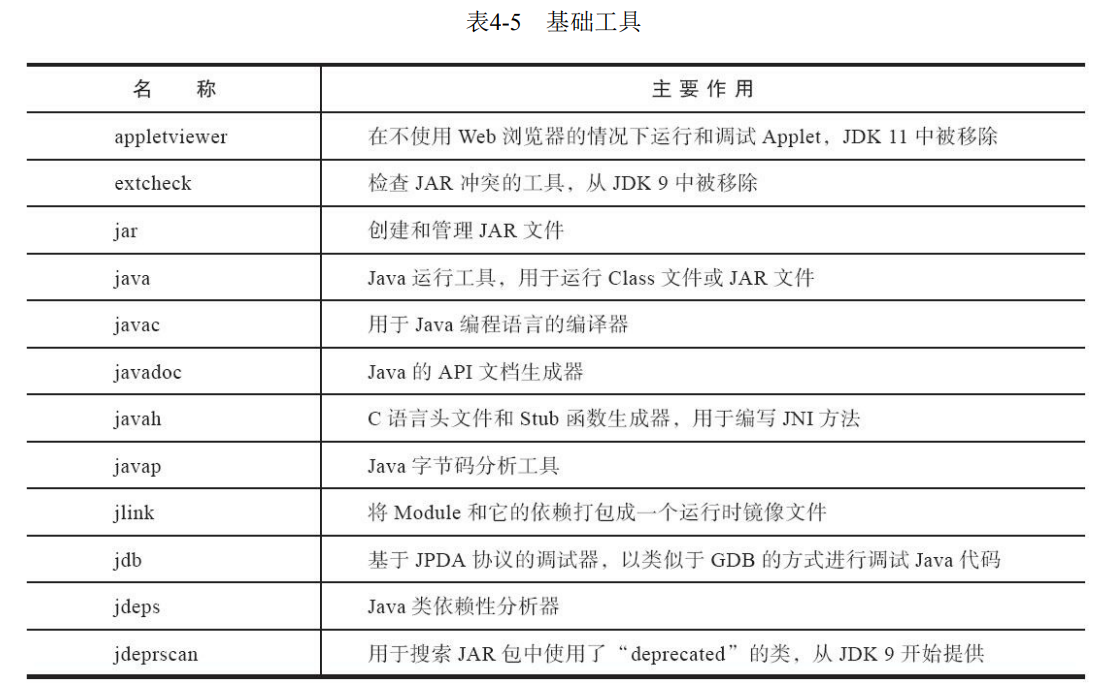 表4-5 基础工具
名 称 主 要 作 用
appletviewer 在不使用 Web 浏览器的情况下运行和调试 Applet，JDK 11 中被移除
extcheck 检查 JAR 冲突的工具，从 JDK 9 中被移除
jar 创建和管理 JAR 文件
java Java 运行工具，用于运行 Class 文件或 JAR 文件
javac 用于 Java 编程语言的编译器
javadoc Java 的 API 文档生成器
javah C 语言头文件和 Stub 函数生成器，用于编写 JNI 方法
javap Java 字节码分析工具
jlink 将 Module 和它的依赖打包成一个运行时镜像文件
jdb 基于 JPDA 协议的调试器，以类似于 GDB 的方式进行调试 Java 代码
jdeps Java 类依赖性分析器
jdeprscan 用于搜索 JAR 包中使用了“deprecated”的类，从 JDK 9 开始提供